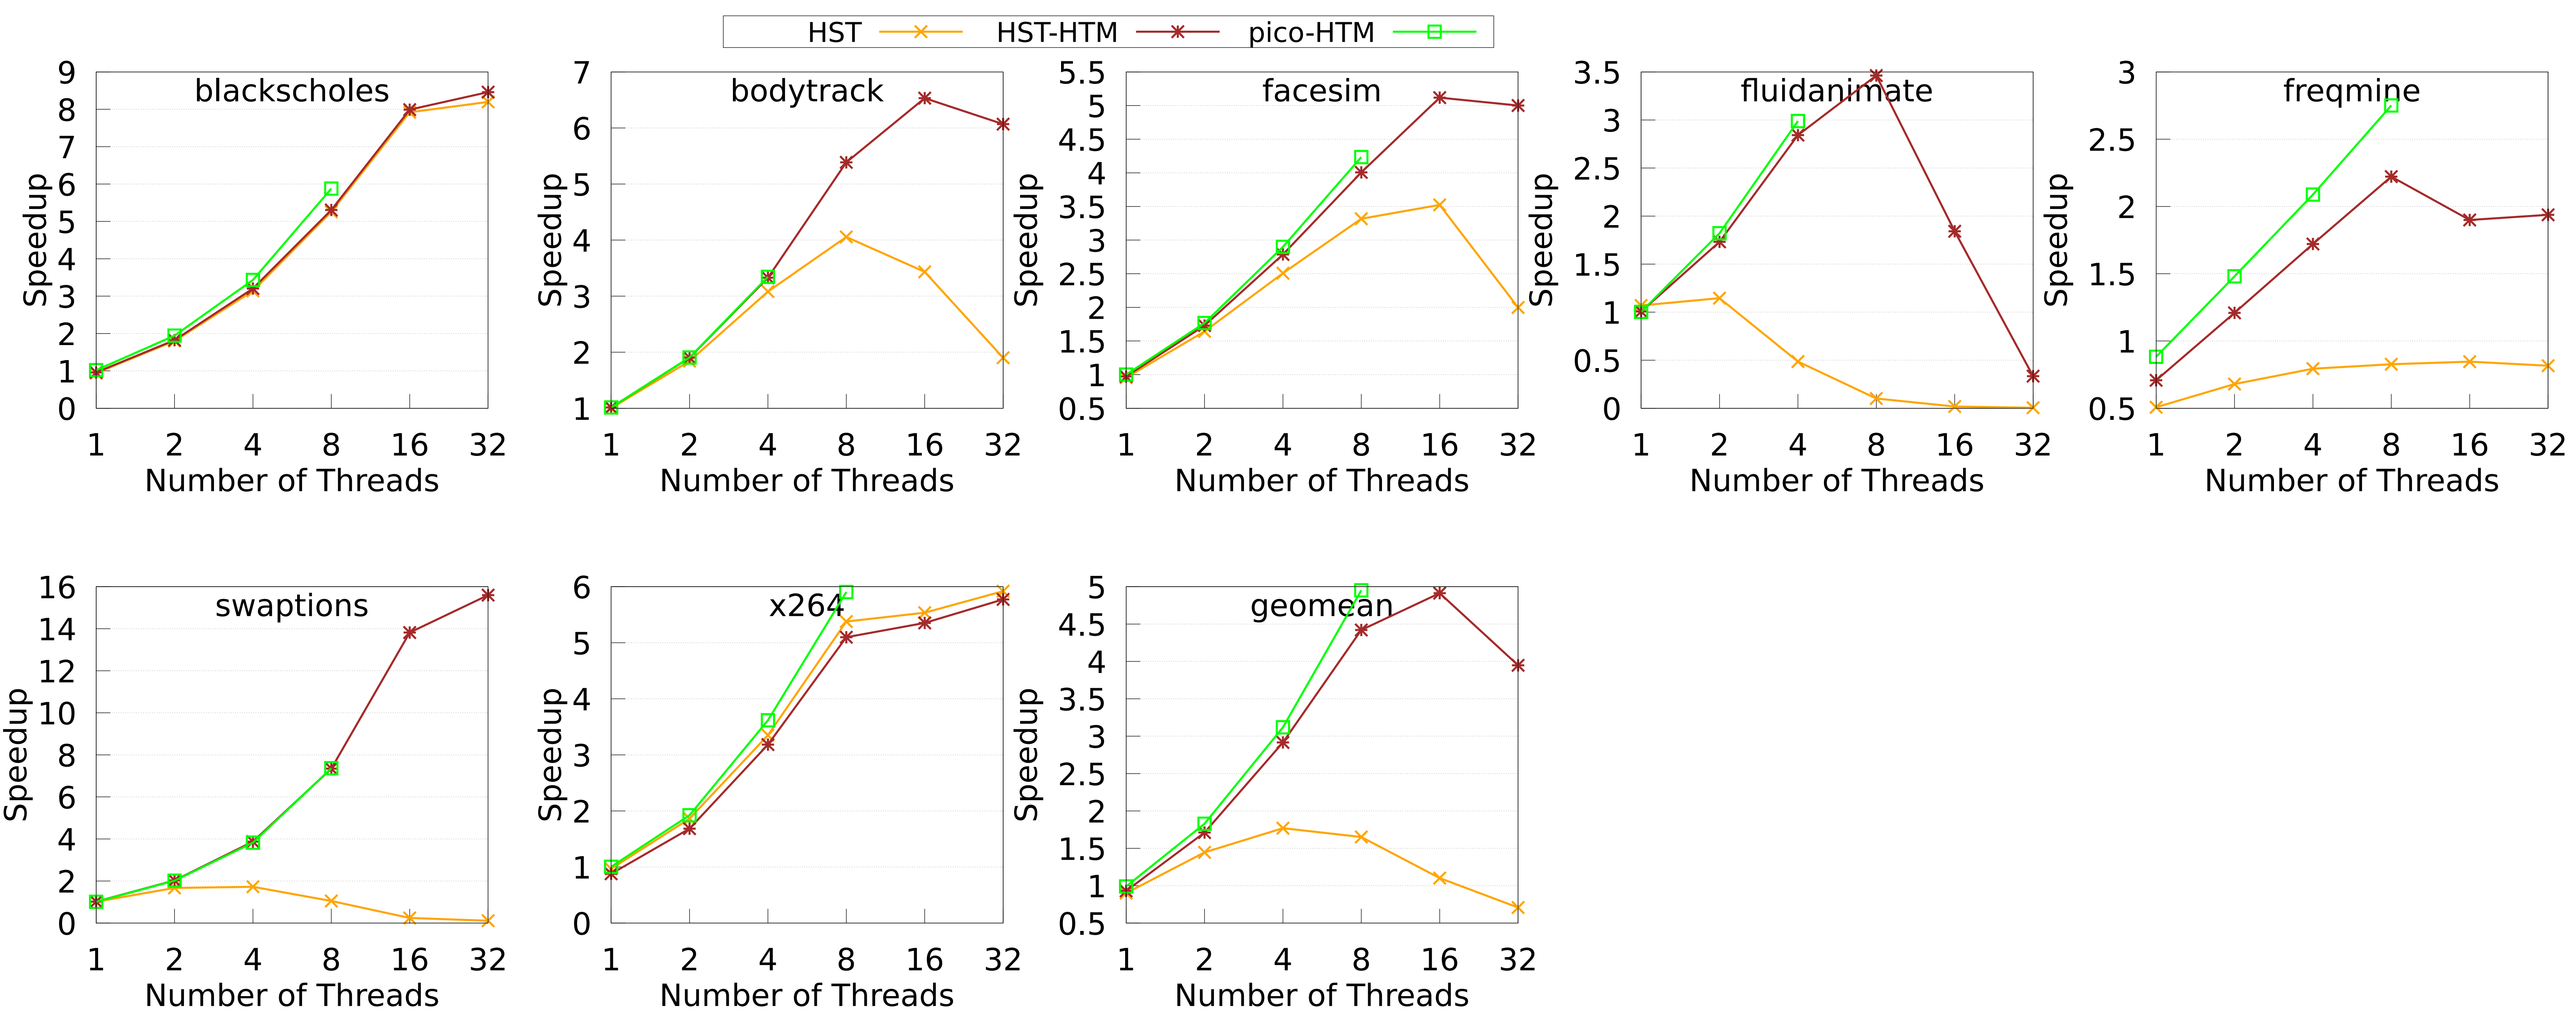 HST HST-HTM pico-HTM
blackscholes
Speedup
9
8
7
6
5
4
3
2
1
0
1 2 4 8 16 32
Number of Threads
bodytrack
Speedup
7
6
5
4
3
2
1
1 2 4 8 16 32
Number of Threads
facesim
Speedup
5.5
5
4.5
4
3.5
3
2.5
2
1.5
1
0.5
1 2 4 8 16 32
Number of Threads
fluidanimate
Speedup
3.5
3
2.5
2
1.5
1
0.5
0
1 2 4 8 16 32
Number of Threads
freqmine
Speedup
3
2.5
2
1.5
1
0.5
1 2 4 8 16 32
Number of Threads
swaptions
Speedup
16
14
12
10
8
6
4
2
0
1 2 4 8 16 32
Number of Threads
x264
Speedup
6
5
4
3
2
1
0
1 2 4 8 16 32
Number of Threads
geomean
Speedup
5
4.5
4
3.5
3
2.5
2
1.5
1
0.5
1 2 4 8 16 32
Number of Threads